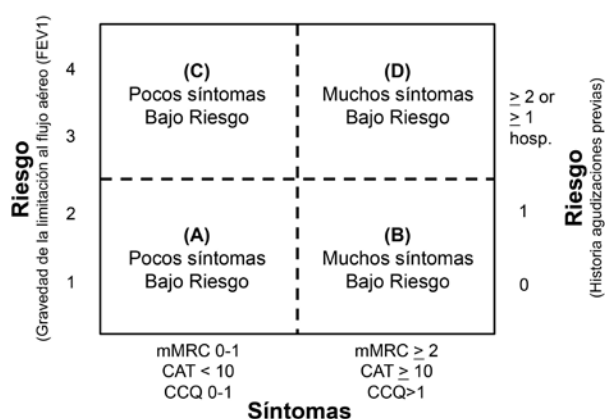 Riesgo
(Gravedad de la limitación al flujo aéreo (FEV1)
4
3
2
1
(C)
Pocos síntomas
Bajo Riesgo
(D)
Muchos síntomas
Bajo Riesgo
(A)
Pocos síntomas
Bajo Riesgo
(B)
Muchos síntomas
Bajo Riesgo
≥ 2 or
≥ 1
hosp.
1
0
Riesgo
(Historia agudizaciones previas)
mMRC 0-1
CAT < 10
CCQ 0-1
mMRC ≥ 2
CAT ≥ 10
CCQ>1
Síntomas